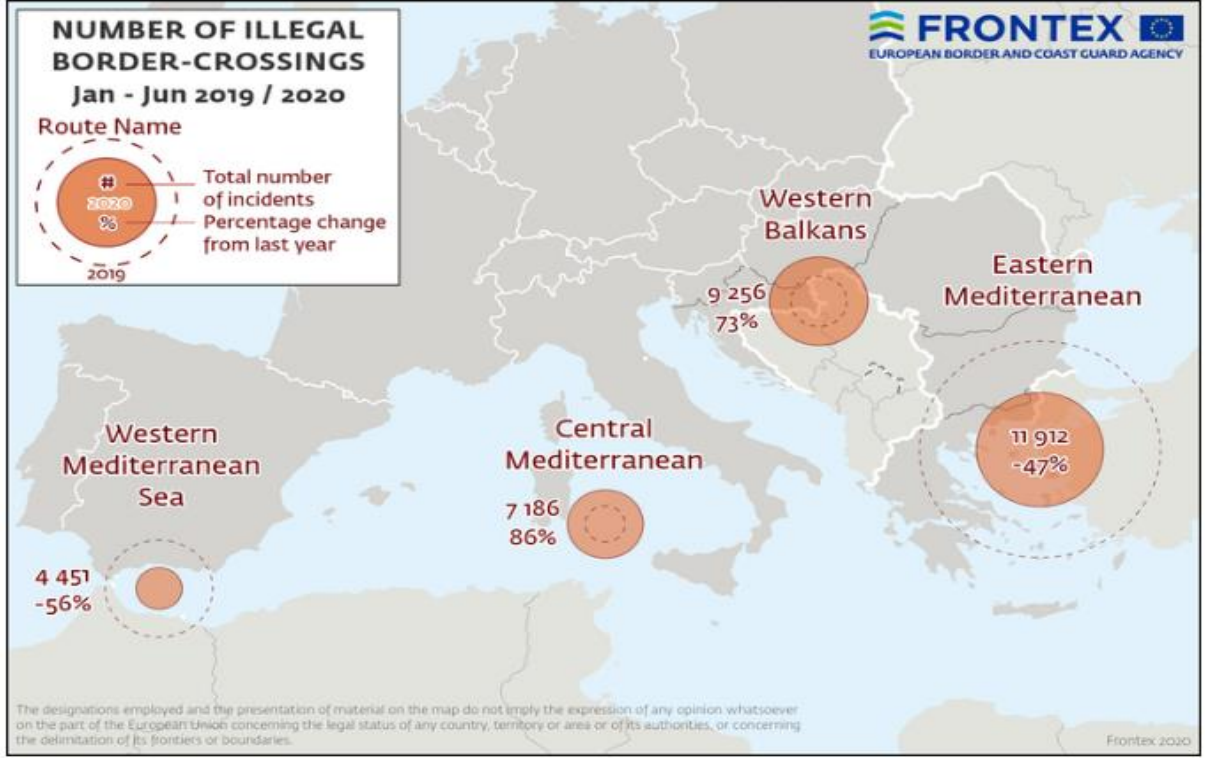 NUMBER OF ILLEGAL
BORDER-CROSSINGS
Jan - Jun 2019 / 2020
Route Name
#
2020
%
2019
Total number
of incidents
Percentage change
from last year
FRONTEX
EUROPEAN BORDER AND COAST GUARD AGENCY
Western
Balkans
9 256
73%
Eastern
Mediterranean
11 912
-47%
Central
Mediterranean
7 186
86%
Western
Mediterranean
Sea
4 451
-56%
The designations employed and the presentation of material on the map do not imply the expression of any opinion whatsoever
on the part of the European Union concerning the legal status of any country, territory or area or of its authorities, or concerning
the delimitation of its frontiers or boundaries.
Frontex 2020